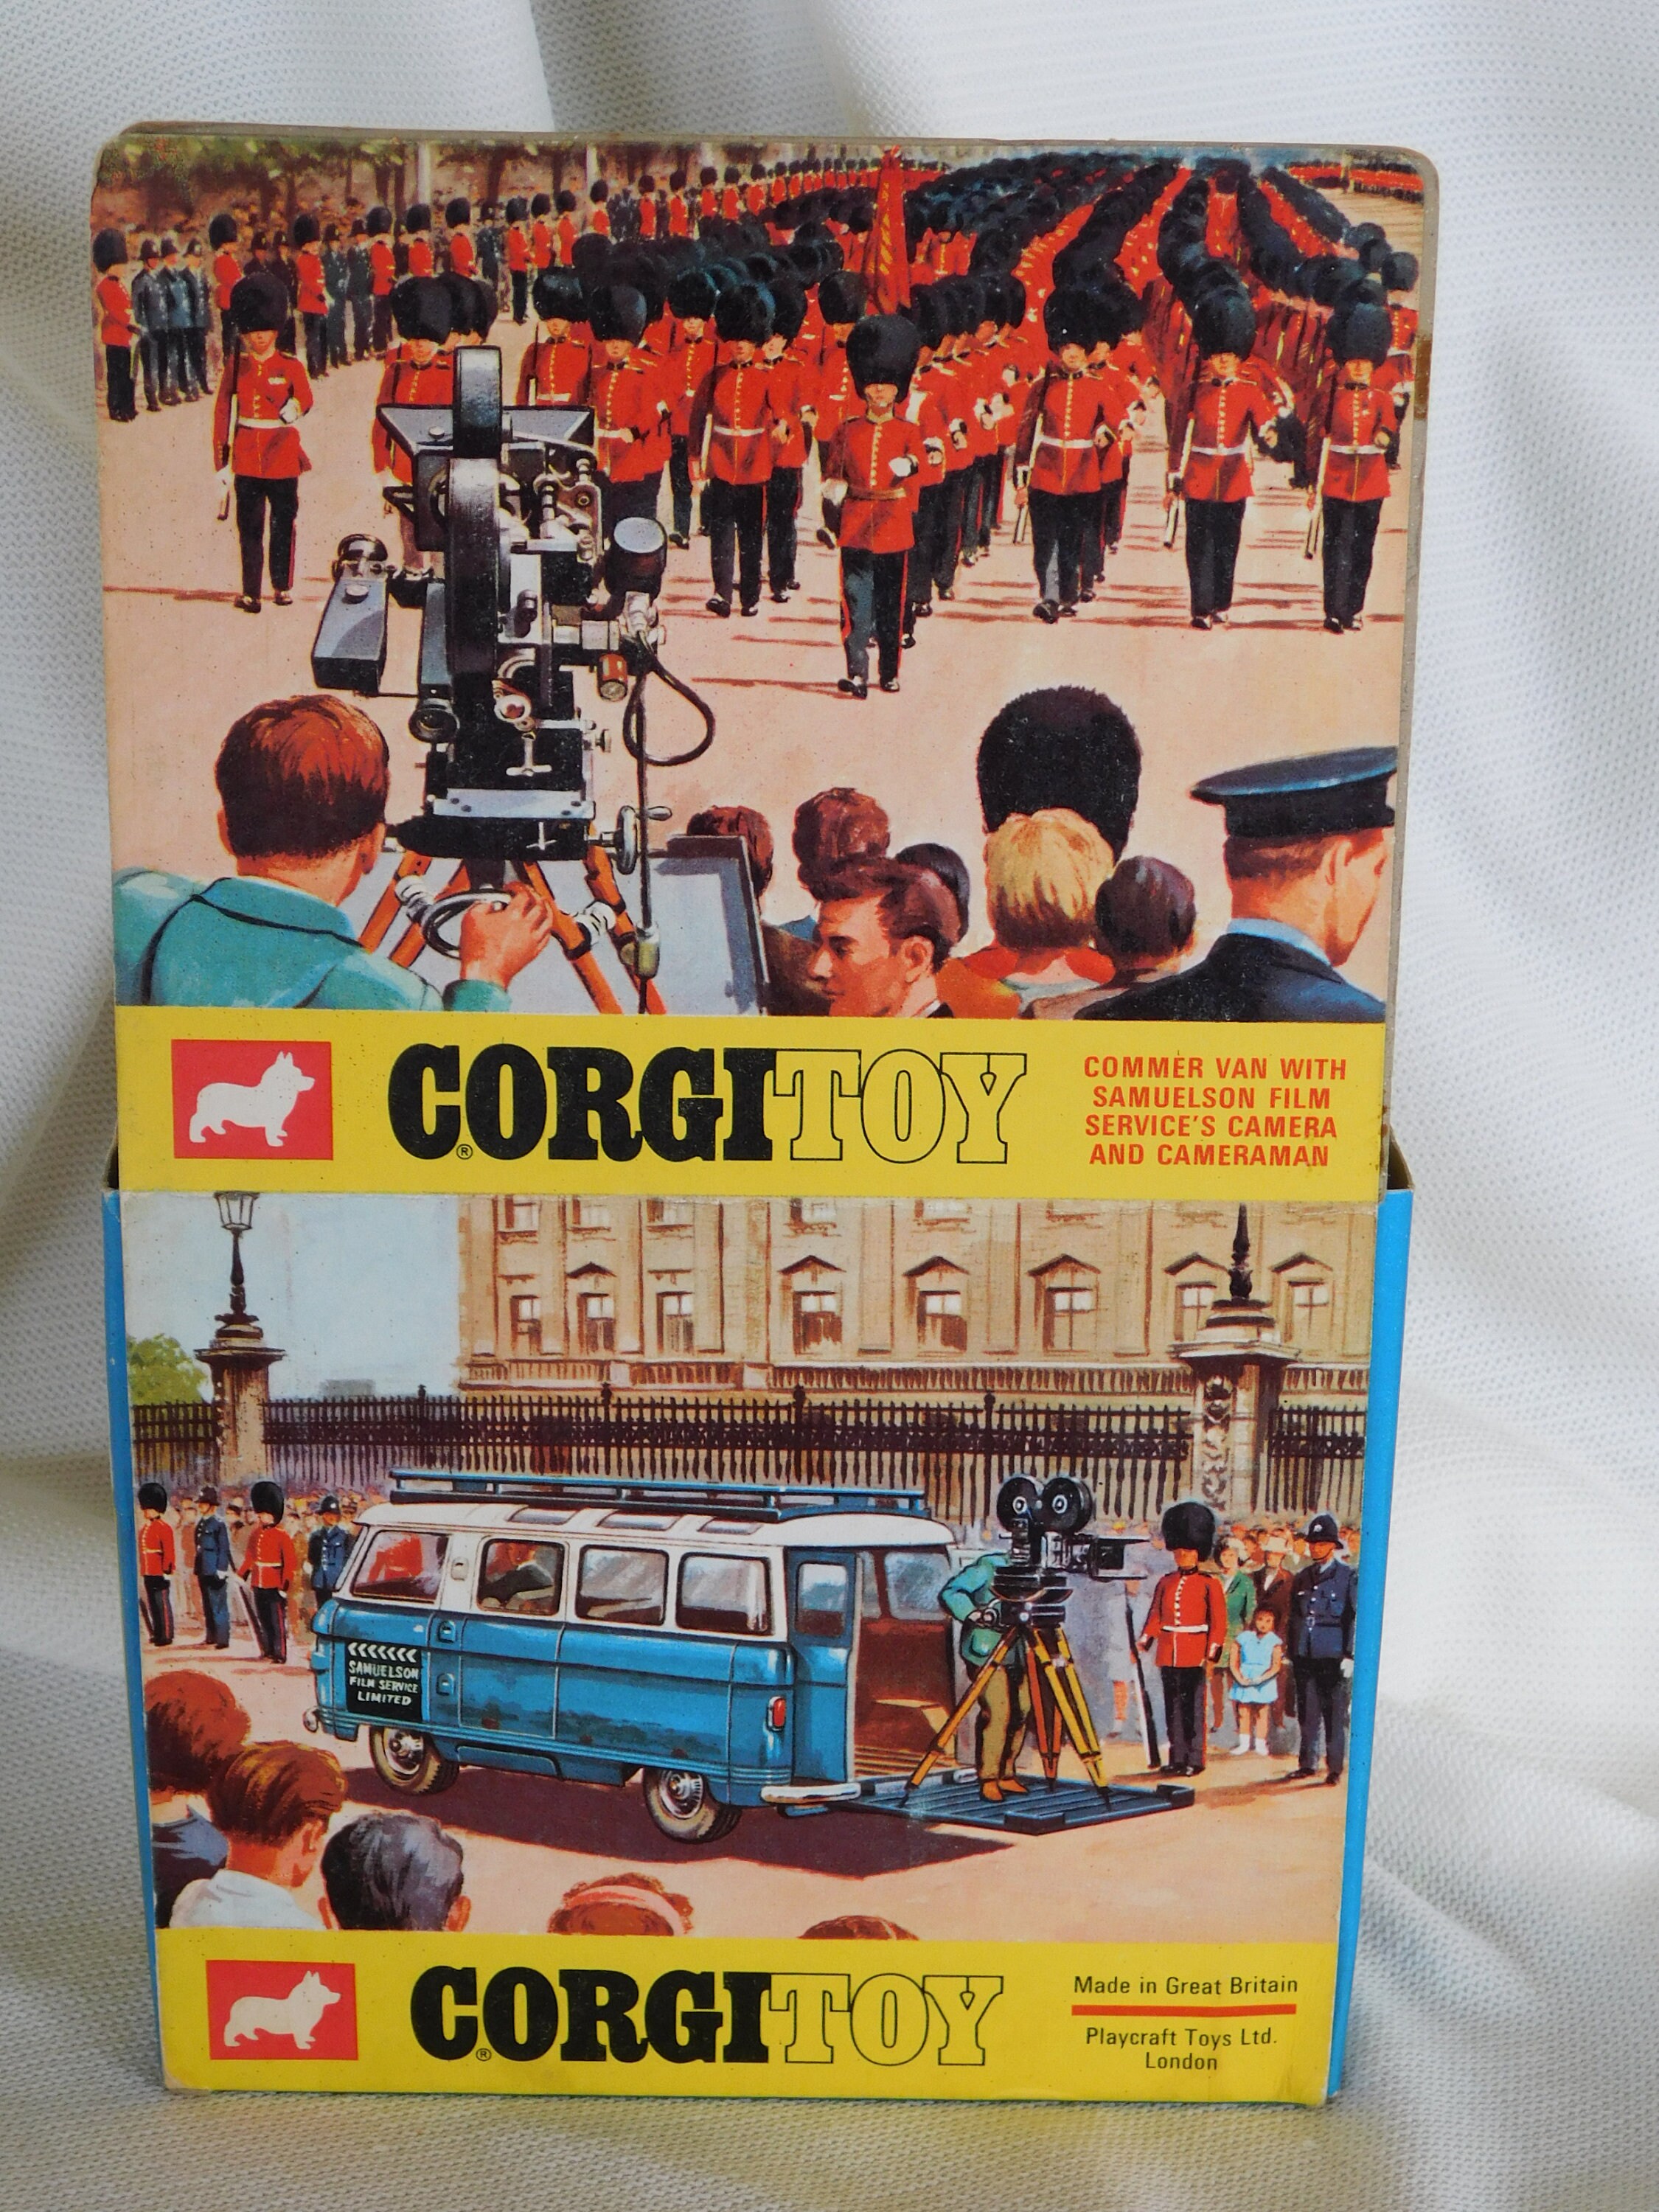 CORGITOY
®
COMMER VAN WITH
SAMUELSON FILM
SERVICE'S CAMERA
AND CAMERAMAN
SAMUELSON
FILM SERVICE
LIMITED
CORGITOY
®
Made in Great Britain
Playcraft Toys Ltd.
London